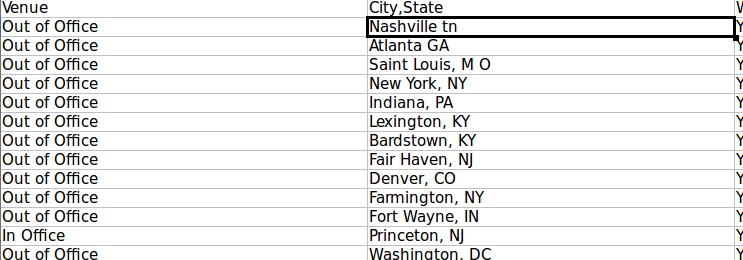 Venue City,State W
Out of Office Nashville tn Y
Out of Office Atlanta GA Y
Out of Office Saint Louis, M O Y
Out of Office New York, NY Y
Out of Office Indiana, PA Y
Out of Office Lexington, KY Y
Out of Office Bardstown, KY Y
Out of Office Fair Haven, NJ Y
Out of Office Denver, CO Y
Out of Office Farmington, NY Y
Out of Office Fort Wayne, IN Y
In Office Princeton, NJ Y
Out of Office Washington, DC Y